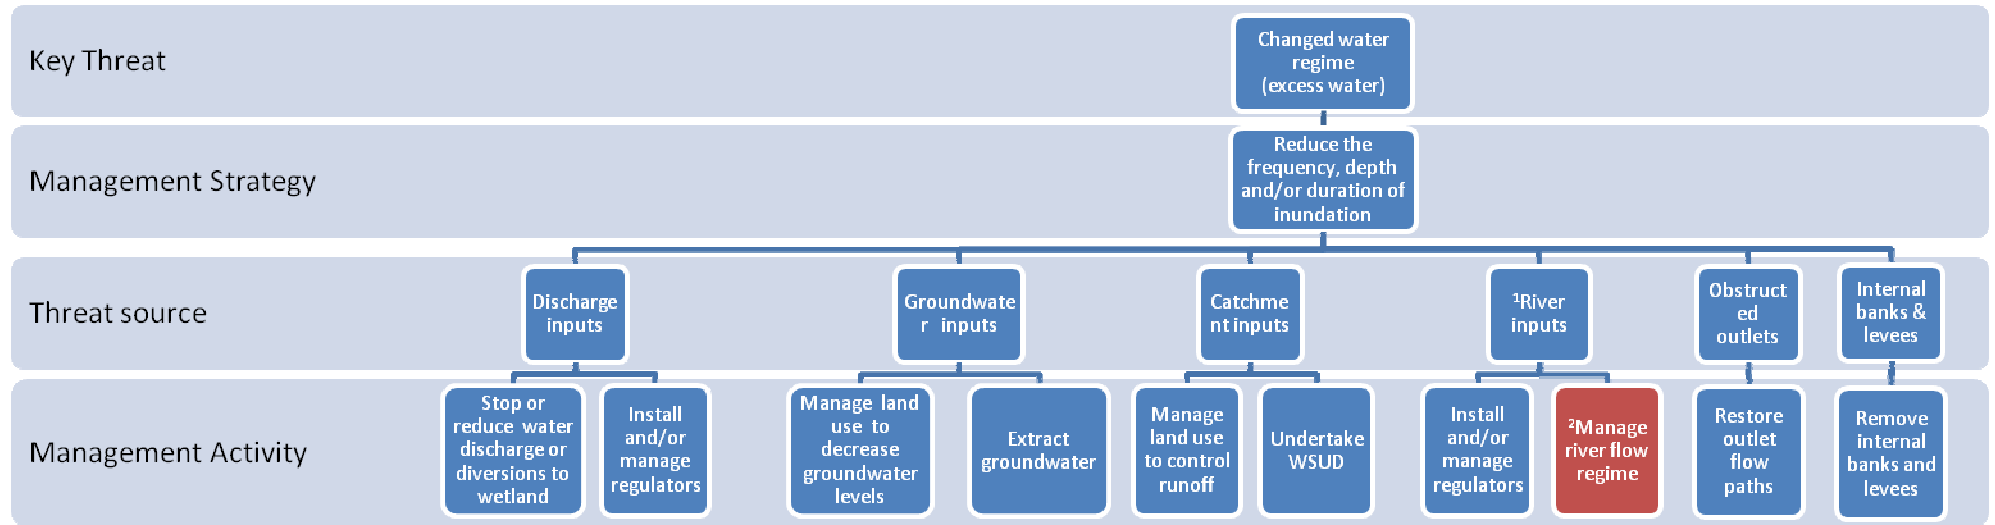 Key Threat
Changed water
regime
(excess water)
Management Strategy
Reduce the
frequency, depth
and/or duration of
inundation
Threat source
Discharge
inputs
Groundwate
r inputs
Catchme
nt inputs
¹River
inputs
Obstruct
ed
outlets
Internal
banks &
levees
Management Activity
Stop or
reduce water
discharge or
diversions to
wetland
Install
and/or
manage
regulators
Manage land
use to
decrease
groundwater
levels
Extract
groundwater
Manage
land use
to control
runoff
Undertake
WSUD
Install
and/or
manage
regulators
²Manage
river flow
regime
Restore
outlet
flow
paths
Remove
internal
banks and
levees